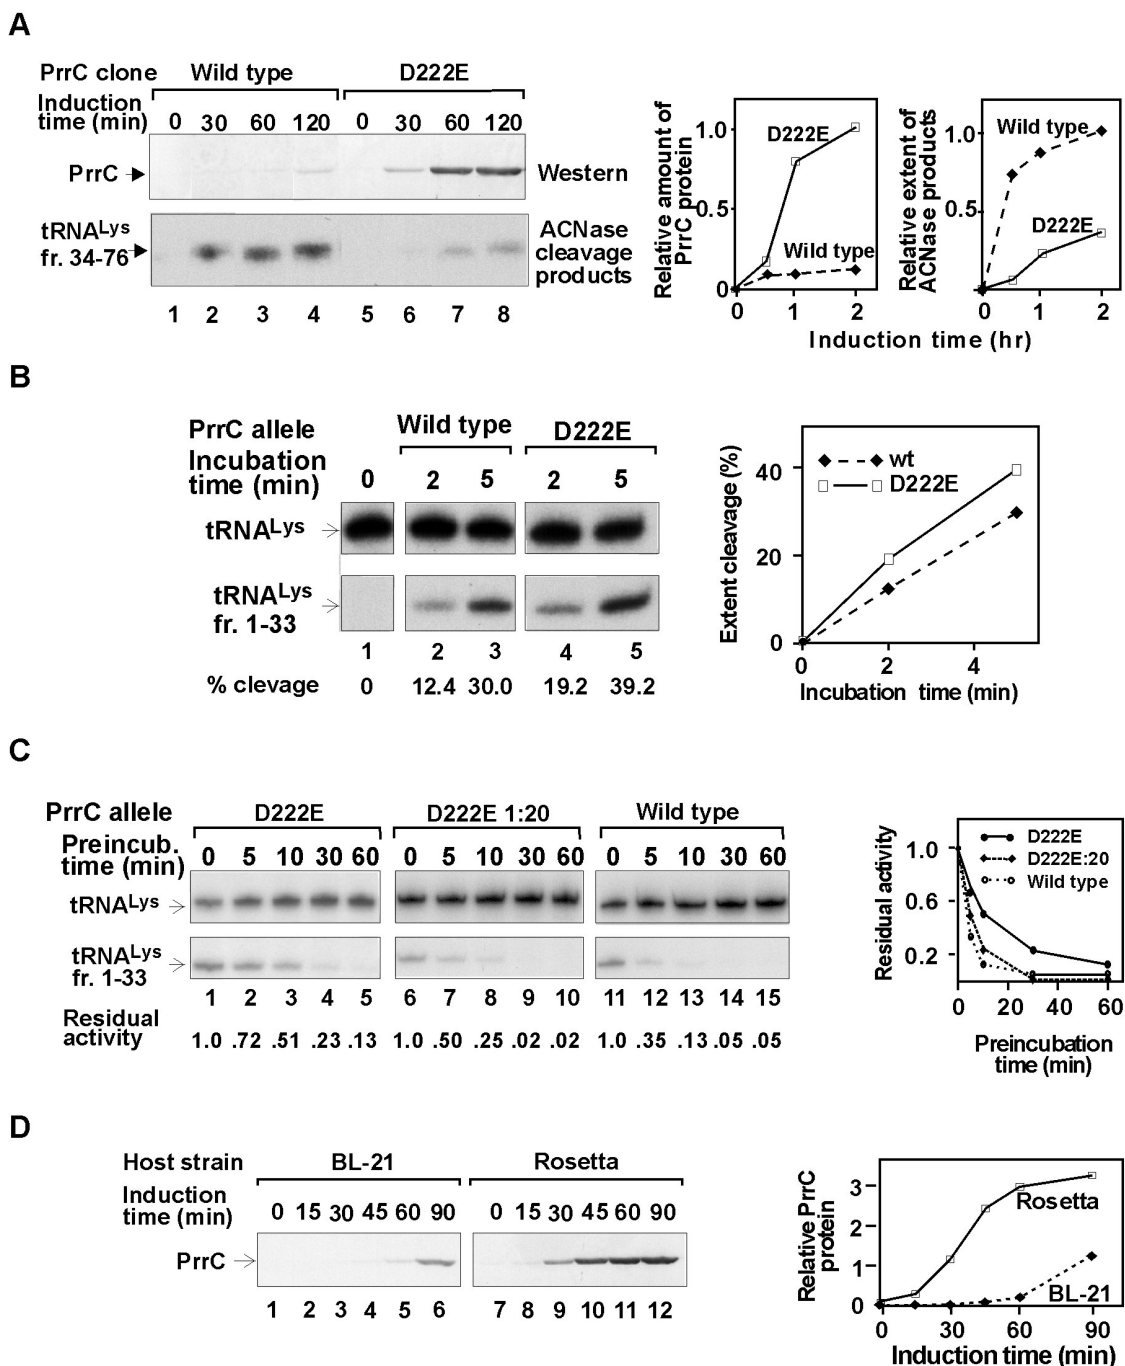 A
PrrC clone Wild type D222E
Induction
time (min) 0 30 60 120 0 30 60 120
PrrC Western
tRNALys
fr. 34-76
ACNase
cleavage
products
1 2 3 4 5 6 7 8
Relative amount of
PrrC protein
1.0
0.5
0
D222E
Wild type
0 1 2
Relative extent of
ACNase products
1.0
0.5
Wild type
D222E
0 1 2
Induction time (hr)
B
PrrC allele Wild type D222E
Incubation
time (min) 0 2 5 2 5
tRNALys
tRNALys
fr. 1-33
1 2 3 4 5
% clevage 0 12.4 30.0 19.2 39.2
Extent cleavage (%)
40
20
0
wt
D222E
0 2 4
Incubation time (min)
C
PrrC allele D222E D222E 1:20 Wild type
Preincub.
time (min) 0 5 10 30 60 0 5 10 30 60 0 5 10 30 60
tRNALys
tRNALys
fr. 1-33
1 2 3 4 5 6 7 8 9 10 11 12 13 14 15
Residual
activity 1.0 .72 .51 .23 .13 1.0 .50 .25 .02 .02 1.0 .35 .13 .05 .05
Residual activity
1.0
0.6
0.2
D222E
D222E:20
Wild type
0 20 40 60
Preincubation
time (min)
D
Host strain BL-21 Rosetta
Induction
time (min) 0 15 30 45 60 90 0 15 30 45 60 90
PrrC
1 2 3 4 5 6 7 8 9 10 11 12
Relative PrrC
protein
3
2
1
0
Rosetta
BL-21
0 30 60 90
Induction time (min)